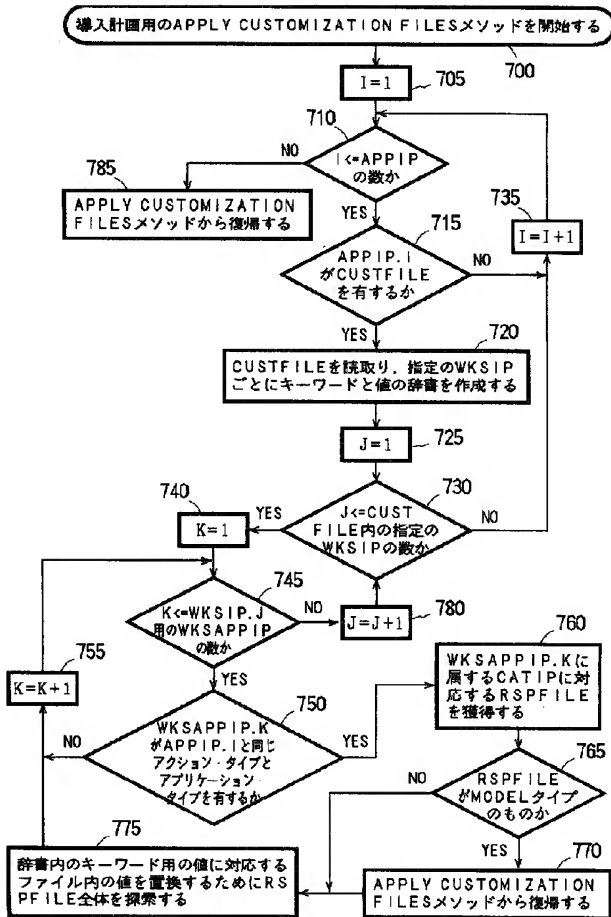 導入計画用のAPPLY CUSTOMIZATION FILESメソッドを開始する
700
I=1
705
710
I<=APPIP
の数か
NO
YES
785
APPLY CUSTOMIZATION
FILESメソッドから復帰する
735
I=I+1
715
APPIP.I
がCUSTFILE
を有するか
NO
YES
720
CUSTFILEを読取り，指定のWKSIP
ごとにキーワードと値の辞書を作成する
J=1
725
730
J<=CUST
FILE内の指定の
WKSIPの数か
YES
NO
740
K=1
745
K<=WKSIP.J
用のWKSAPPIP
の数か
NO
YES
J=J+1
780
755
K=K+1
750
WKSAPPIP.K
がAPPIP.Iと同じ
アクション・タイプと
アプリケーション・
タイプを有するか
NO
YES
760
WKSAPPIP.Kに
属するCATIPに対
応するRSPFILE
を獲得する
765
RSPFILE
がMODELタイプ
のものか
NO
YES
770
APPLY CUSTOMIZATION
FILESメソッドから復帰する
775
辞書内のキーワード用の値に対応する
ファイル内の値を置換するためにRS
PFILE全体を探索する